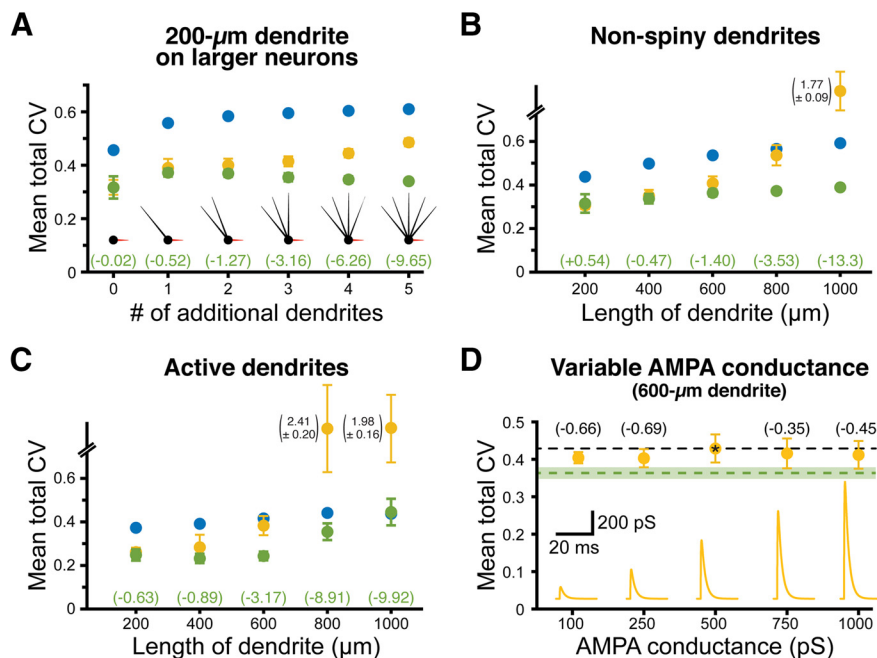 A
200-µm dendrite
on larger neurons
Mean total CV
0.6
0.4
0.2
0
(-0.02) (-0.52) (-1.27) (-3.16) (-6.26) (-9.65)
0 1 2 3 4 5
# of additional dendrites
B
Non-spiny dendrites
Mean total CV
(1.77
± 0.09)
0.6
0.4
0.2
0
(+0.54) (-0.47) (-1.40) (-3.53) (-13.3)
200 400 600 800 1000
Length of dendrite (µm)
C
Active dendrites
Mean total CV
(2.41
± 0.20)
(1.98
± 0.16)
0.6
0.4
0.2
0
(-0.63) (-0.89) (-3.17) (-8.91) (-9.92)
200 400 600 800 1000
Length of dendrite (µm)
D
Variable AMPA conductance
(600-µm dendrite)
Mean total CV
0.5
0.4
0.3
0.2
0.1
0
(-0.66) (-0.69) (-0.35) (-0.45
*
200 pS
20 ms
100 250 500 750 1000
AMPA conductance (pS)